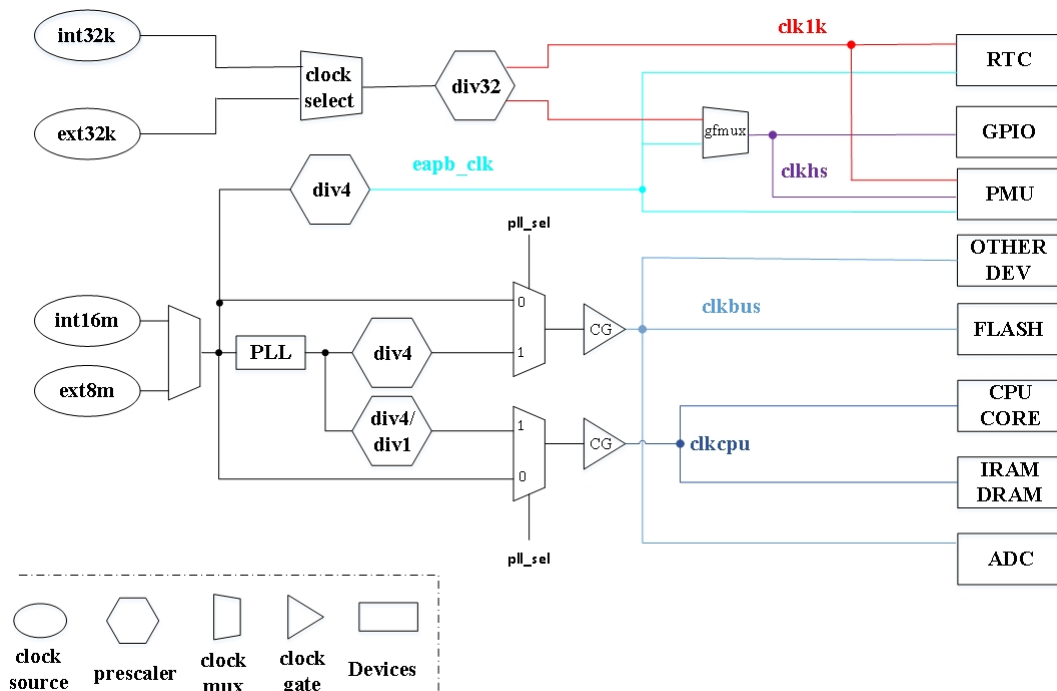 int32k
clock
select
ext32k
div32
clk1k
RTC
gfmux
GPIO
clkhs
PMU
div4
eapb_clk
pll_sel
OTHER
DEV
int16m
0
CG
clkbus
FLASH
PLL
div4
1
ext8m
div4/
div1
1
CG
clkcpu
CPU
CORE
0
IRAM
DRAM
pll_sel
ADC
clock
source
prescaler
clock
mux
clock
gate
Devices